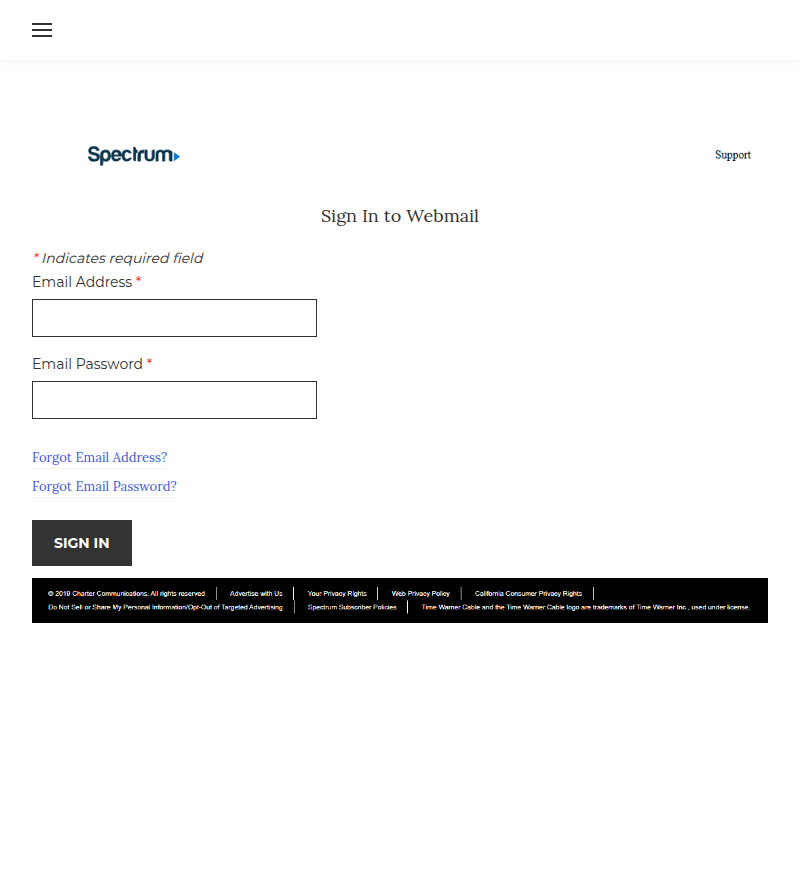 Spectrum
Support
Sign In to Webmail
* Indicates required field
Email Address *
Email Password *
Forgot Email Address?
Forgot Email Password?
SIGN IN
© 2019 Charter Communications. All rights reserved | Advertise with Us | Your Privacy Rights | Web Privacy Policy | California Consumer Privacy Rights |
Do Not Sell or Share My Personal Information/Opt-Out of Targeted Advertising | Spectrum Subscriber Policies | Time Warner Cable and the Time Warner Cable logo are trademarks of Time Warner Inc., used under license.